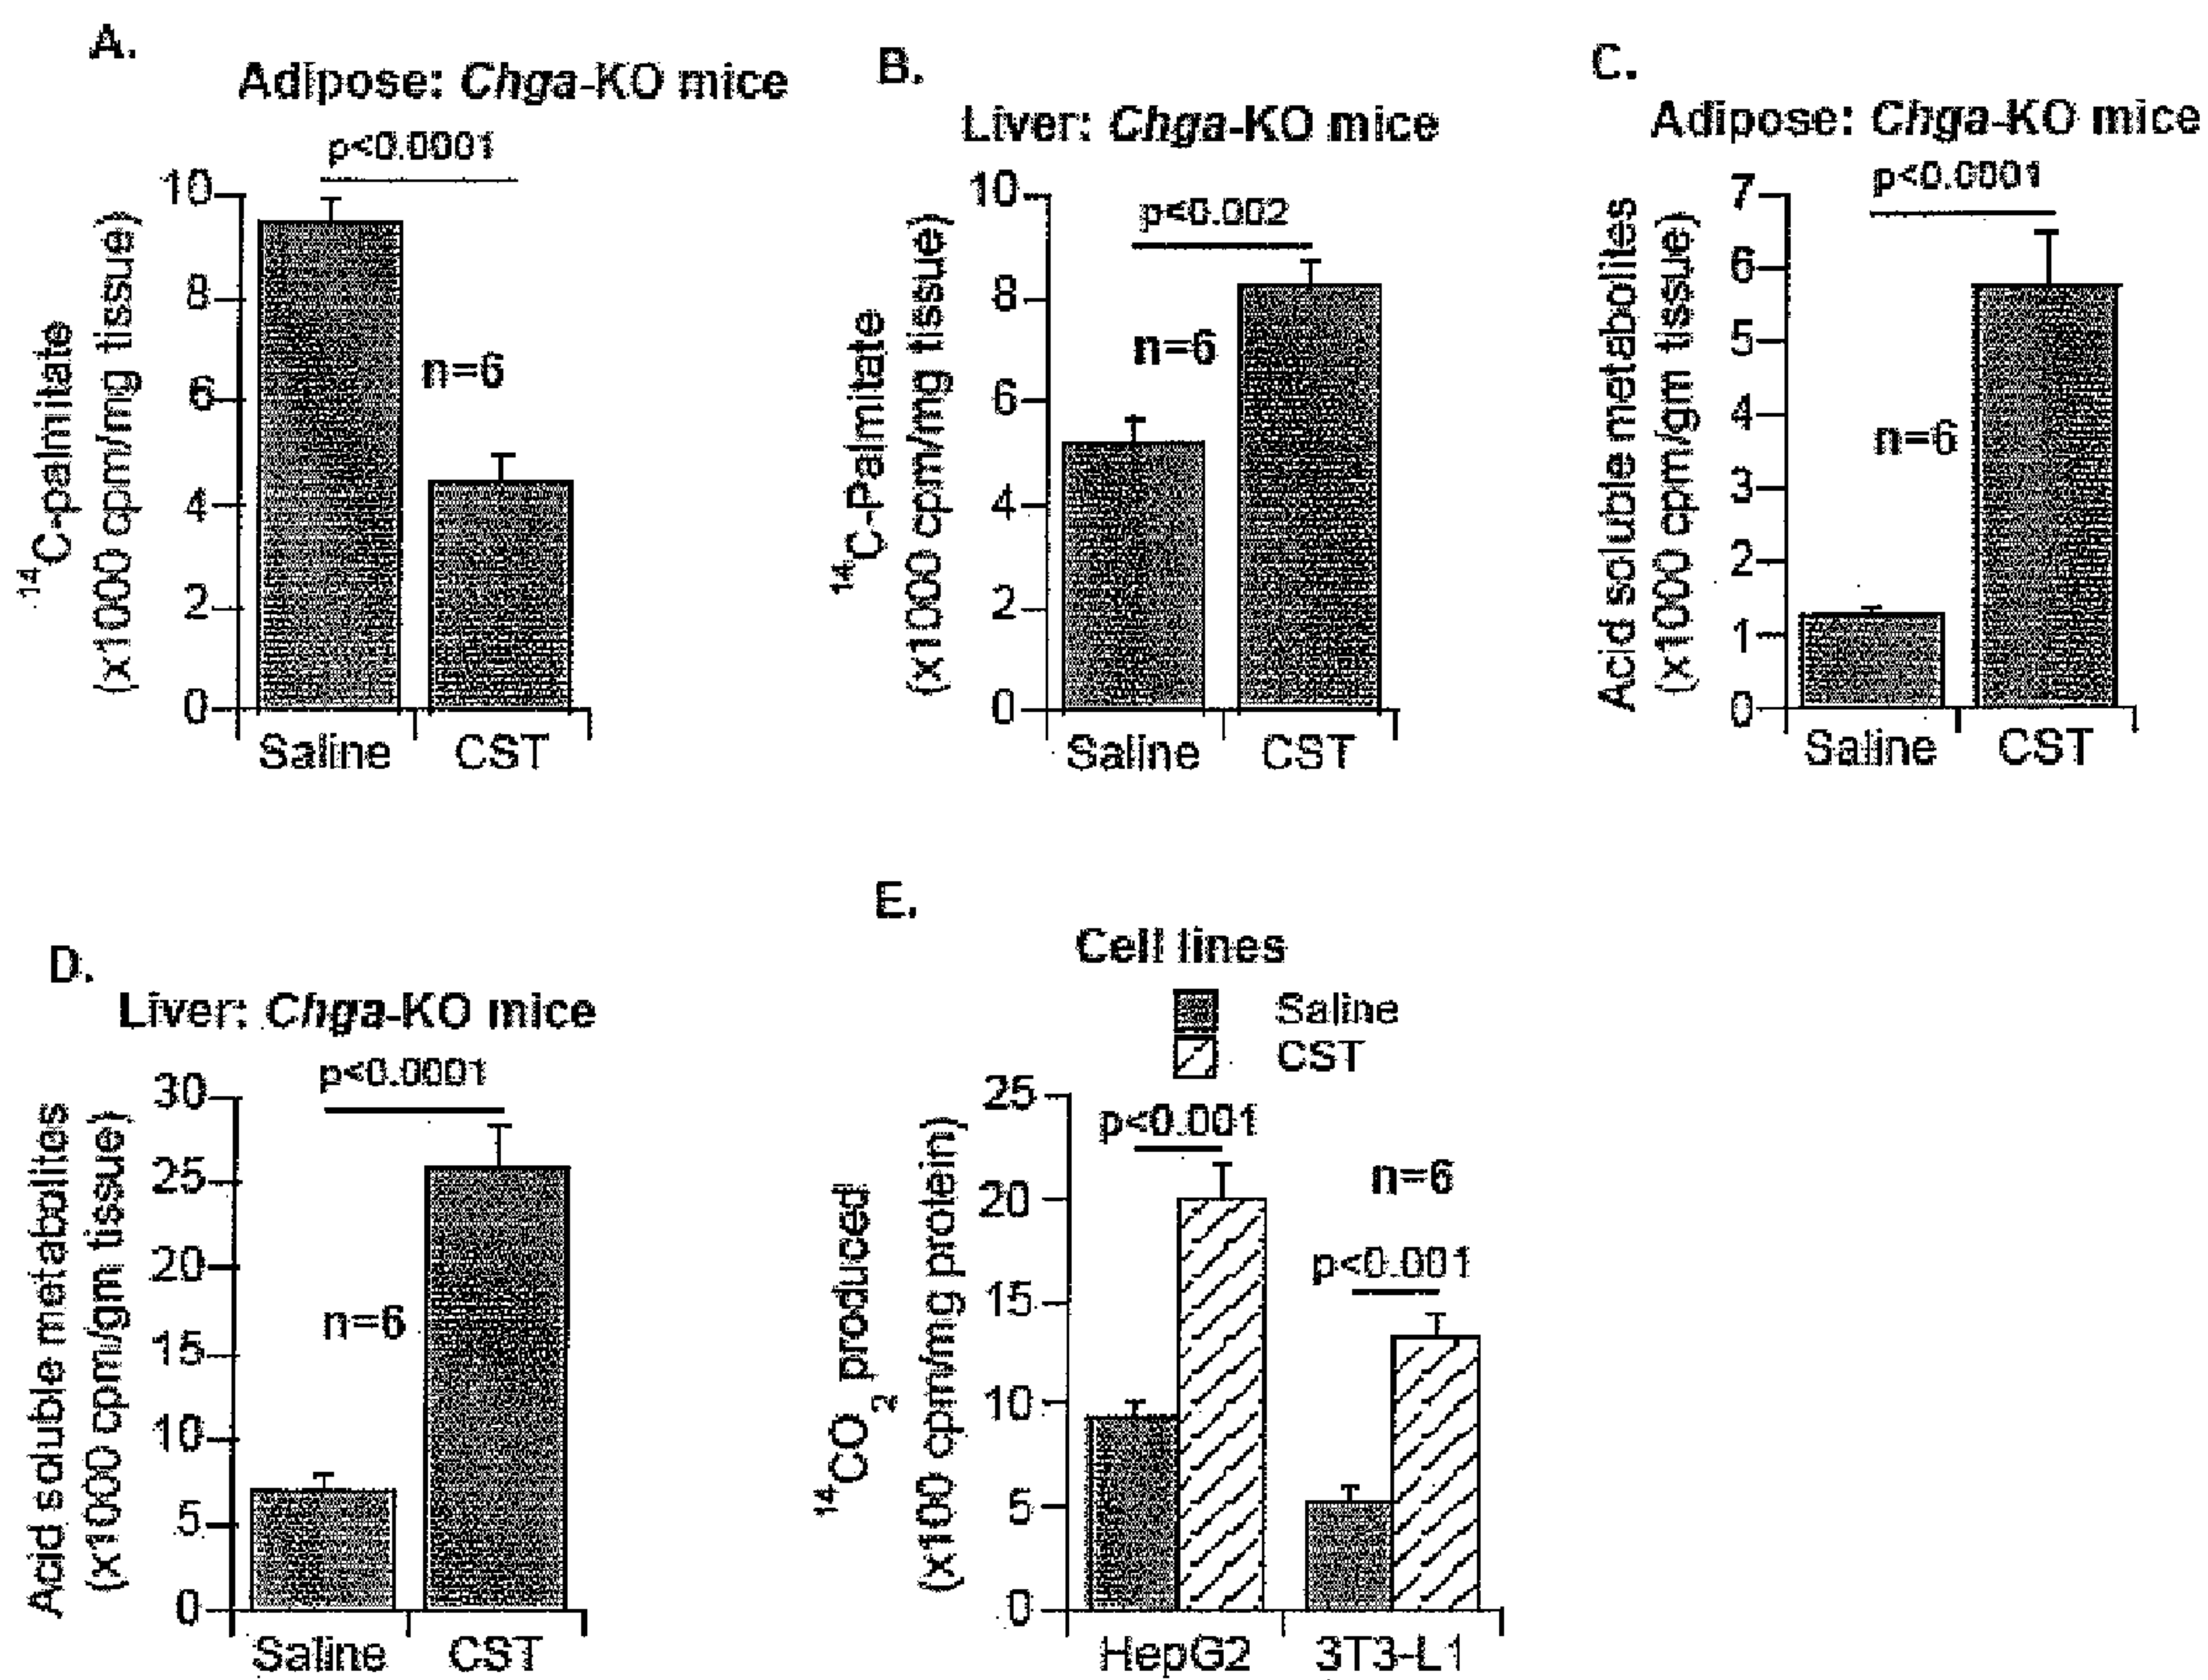 A.
Adipose: Chga-KO mice
p<0.0001
14C-palmitate
(x1000 cpm/mg tissue)
10
8
6
4
2
0
n=6
Saline CST
B.
Liver: Chga-KO mice
p<0.002
14C-Palmitate
(x1000 cpm/mg tissue)
10
8
6
4
2
0
n=6
Saline CST
C.
Adipose: Chga-KO mice
p<0.0001
Acid soluble metabolites
(x1000 cpm/gm tissue)
7
6
5
4
3
2
1
0
n=6
Saline CST
D.
Liver: Chga-KO mice
p<0.0001
Acid soluble metabolites
(x1000 cpm/gm tissue)
30
25
20
15
10
5
0
n=6
Saline CST
E.
Cell lines
Saline
CST
14CO2 produced
(x100 cpm/mg protein)
25
20
15
10
5
0
p<0.001
n=6
p<0.001
HepG2 3T3-L1